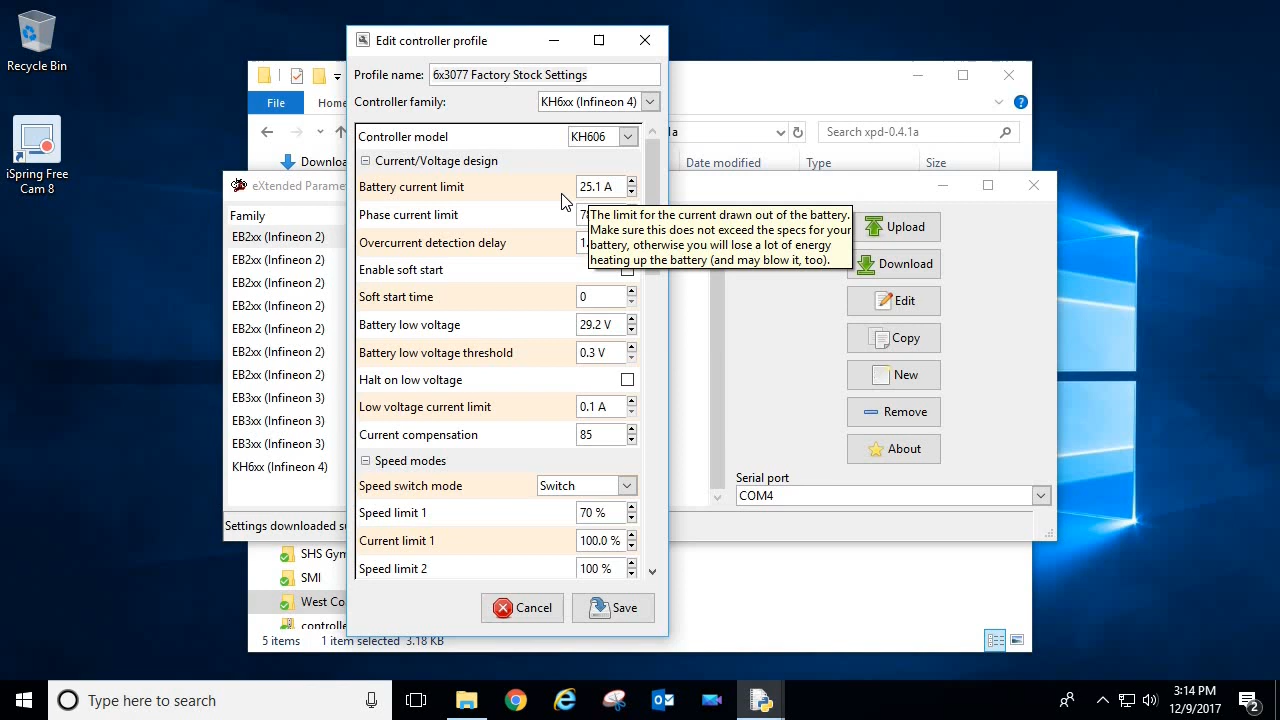 Recycle Bin
iSpring Free
Cam 8
File
Home
Downloa
la
Search xpd-0.4.1a
Date modified
Type
Size
eXtended Parame
Family
EB2xx (Infineon 2)
EB2xx (Infineon 2)
EB2xx (Infineon 2)
EB2xx (Infineon 2)
EB2xx (Infineon 2)
EB2xx (Infineon 2)
EB2xx (Infineon 2)
EB3xx (Infineon 3)
EB3xx (Infineon 3)
EB3xx (Infineon 3)
KH6xx (Infineon 4)
Settings downloaded su
Upload
Download
Edit
Copy
New
Remove
About
Serial port
COM4
SHS Gym
SMI
West Co
controlle
5 items 1 item selected 3.18 KB
Edit controller profile
Profile name: 6x3077 Factory Stock Settings
Controller family: KH6xx (Infineon 4)
Controller model KH606
Current/Voltage design
Battery current limit 25.1 A
Phase current limit
Overcurrent detection delay 1.
Enable soft start
Soft start time 0
Battery low voltage 29.2 V
Battery low voltage threshold 0.3 V
Halt on low voltage
Low voltage current limit 0.1 A
Current compensation 85
Speed modes
Speed switch mode Switch
Speed limit 1 70 %
Current limit 1 100.0 %
Speed limit 2 100 %
Cancel
Save
The limit for the current drawn out of the battery.
Make sure this does not exceed the specs for your
battery, otherwise you will lose a lot of energy
heating up the battery (and may blow it, too).
Type here to search
3:14 PM
12/9/2017
2